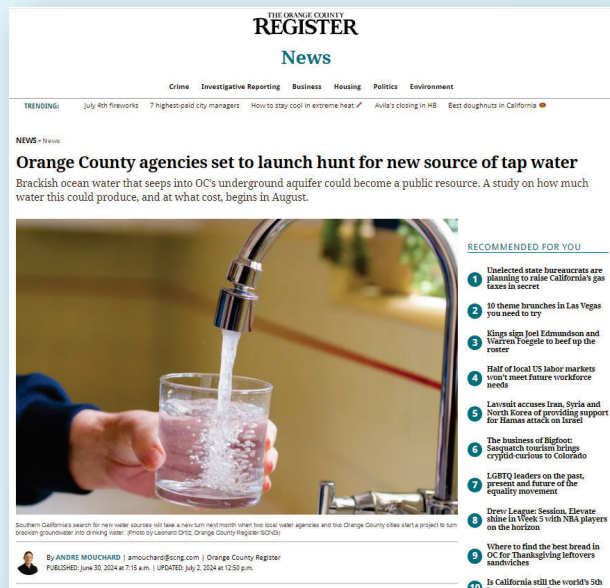 THE ORANGE COUNTY
REGISTER
News
Crime Investigative Reporting Business Housing Politics Environment
TRENDING: July 4th fireworks 7 highest-paid city managers How to stay cool in extreme heat Avila's closing in HB Best doughnuts in California
NEWS • News
Orange County agencies set to launch hunt for new source of tap water
Brackish ocean water that seeps into OC's underground aquifer could become a public resource. A study on how much
water this could produce, and at what cost, begins in August.
Southern California's search for new water sources will take a new turn next month when two local water agencies and two Orange County cities start a project to turn
brackish groundwater into drinking water. (Photo by Leonard Ortiz, Orange County Register/SCNG)
By ANDRE MOUCHARD | amouchard@scng.com | Orange County Register
PUBLISHED: June 30, 2024 at 7:15 a.m. | UPDATED: July 2, 2024 at 12:50 p.m.
RECOMMENDED FOR YOU
1 Unelected state bureaucrats are
planning to raise California's gas
taxes in secret
2 10 theme brunches in Las Vegas
you need to try
3 Kings sign Joel Edmundson and
Warren Foegele to beef up the
roster
4 Half of local US labor markets
won't meet future workforce
needs
5 Lawsuit accuses Iran, Syria and
North Korea of providing support
for Hamas attack on Israel
6 The business of Bigfoot:
Sasquatch tourism brings
cryptid-curious to Colorado
7 LGBTQ leaders on the past,
present and future of the
equality movement
8 Drew League: Session, Elevate
shine in Week 5 with NBA players
on the horizon
9 Where to find the best bread in
OC for Thanksgiving leftovers
sandwiches
10 Is California still the world's 5th